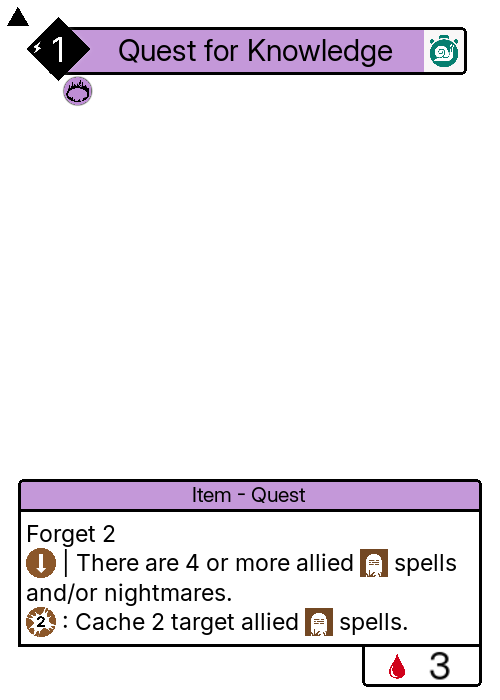 1 Quest for Knowledge
Item - Quest
Forget 2
| There are 4 or more allied spells
and/or nightmares.
2 : Cache 2 target allied spells.
3